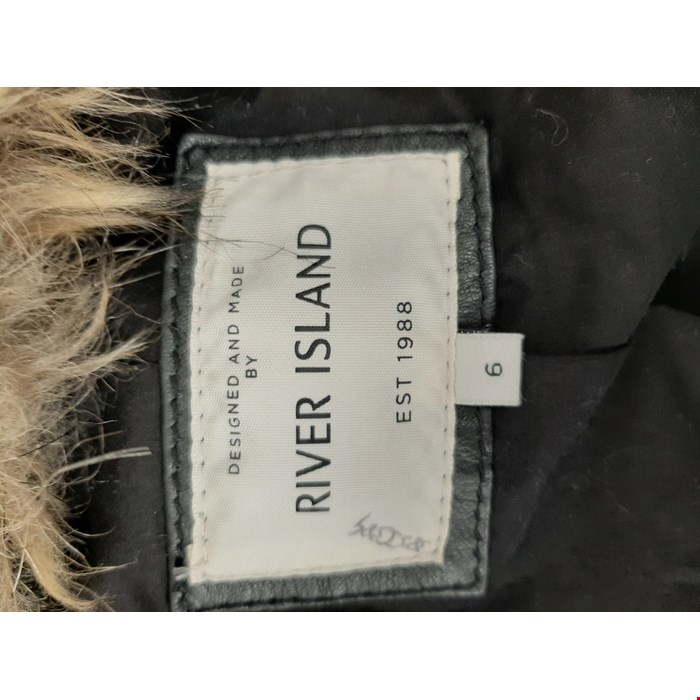 DESIGNED AND MADE
BY
RIVER ISLAND
EST 1988
6